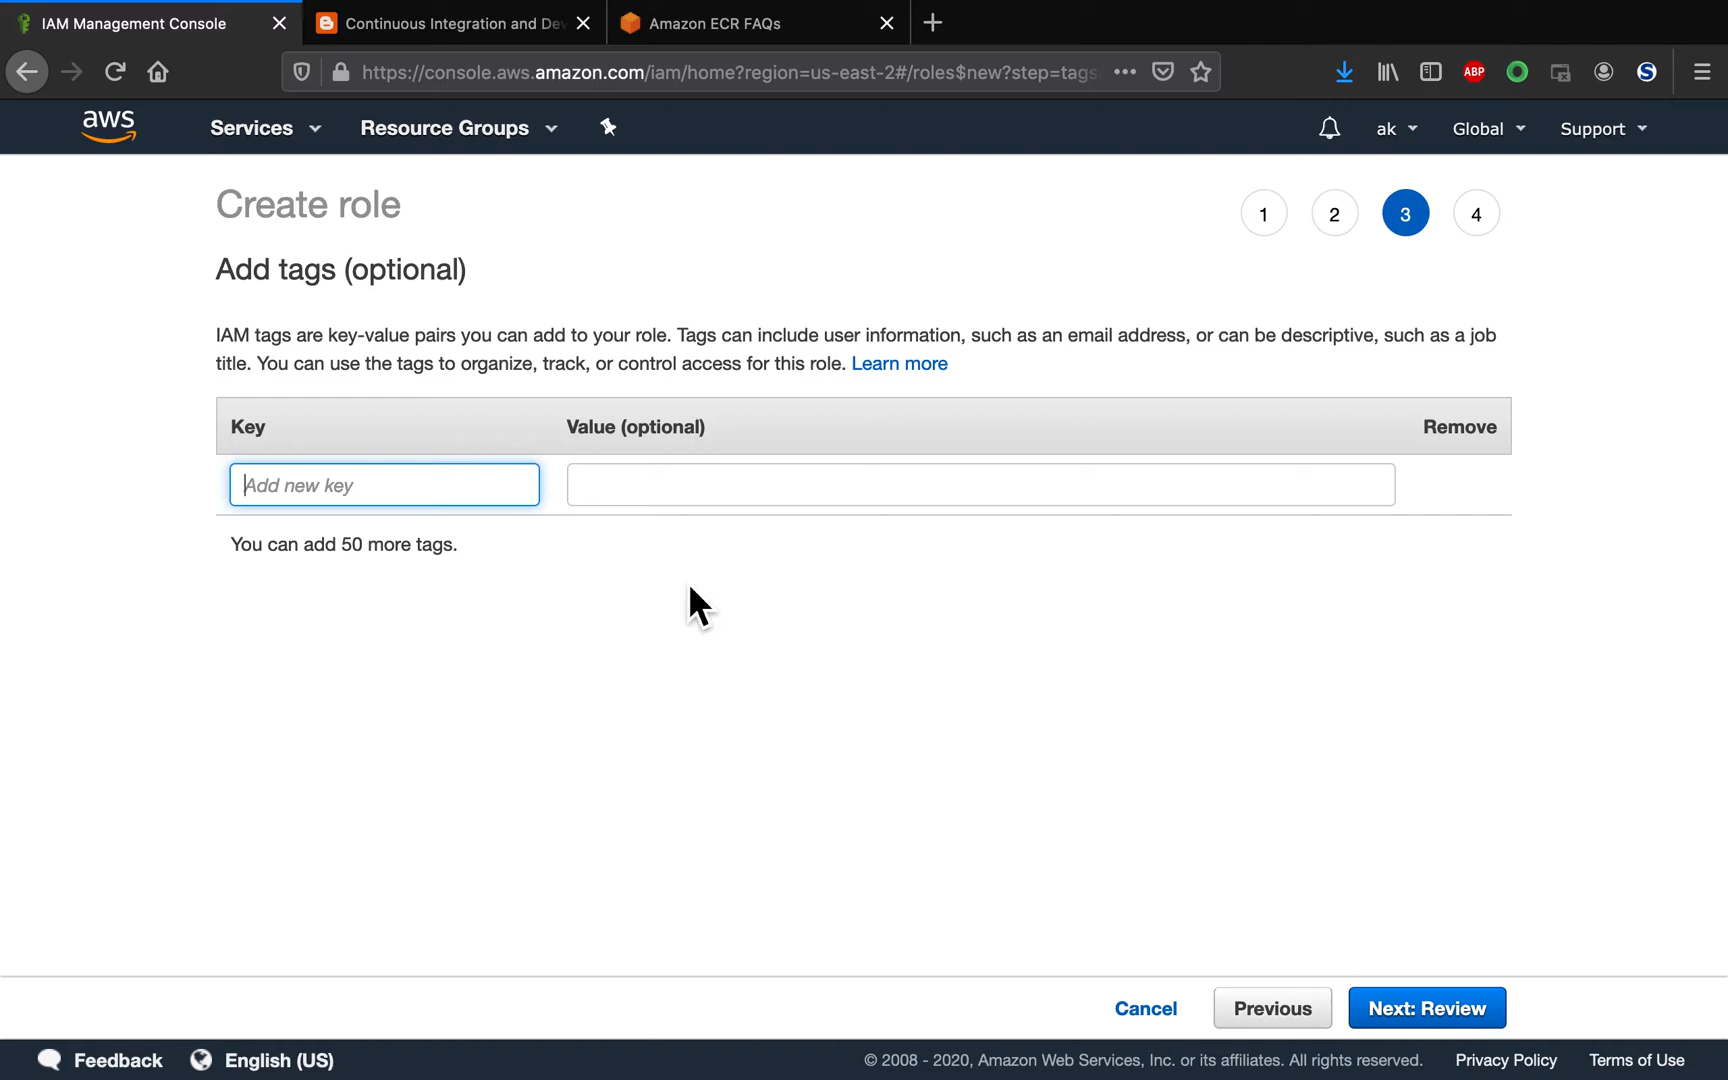 IAM Management Console
Continuous Integration and De
Amazon ECR FAQs
https://console.aws.amazon.com/iam/home?region=us-east-2#/roles$new?step=tags
ABP
S
aws
Services
Resource Groups
ak
Global
Support
Create role
1
2
3
4
Add tags (optional)
IAM tags are key-value pairs you can add to your role. Tags can include user information, such as an email address, or can be descriptive, such as a job
title. You can use the tags to organize, track, or control access for this role. Learn more
Key
Value (optional)
Remove
Add new key
You can add 50 more tags.
Cancel
Previous
Next: Review
Feedback
English (US)
© 2008 - 2020, Amazon Web Services, Inc. or its affiliates. All rights reserved.
Privacy Policy
Terms of Use